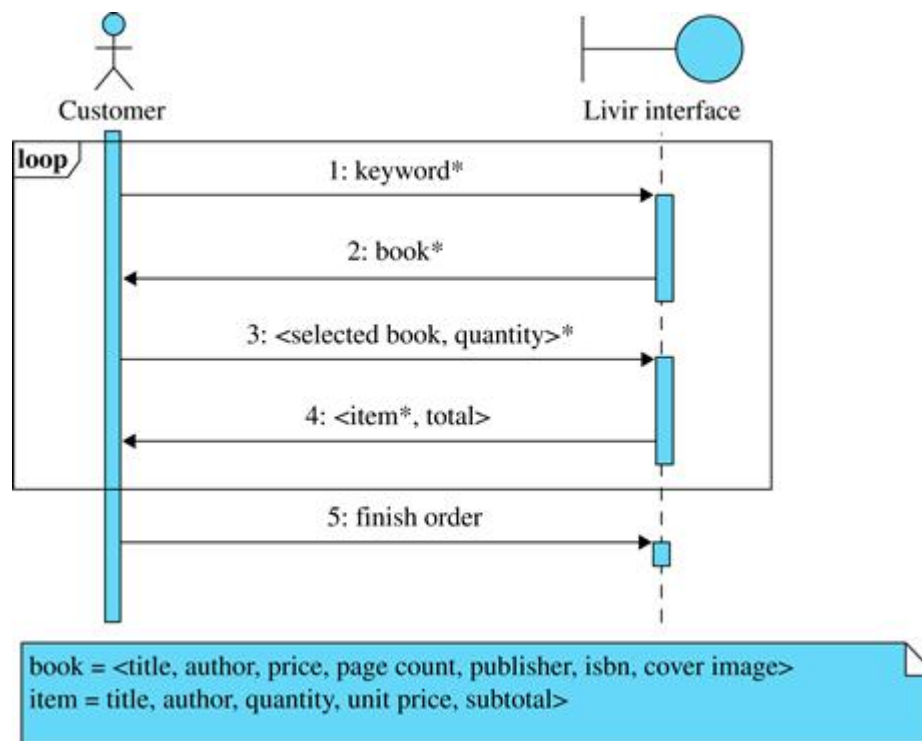 Customer
Livir interface
loop
1: keyword*
2: book*
3: <selected book, quantity>*
4: <item*, total>
5: finish order
book = <title, author, price, page count, publisher, isbn, cover image>
item = title, author, quantity, unit price, subtotal>